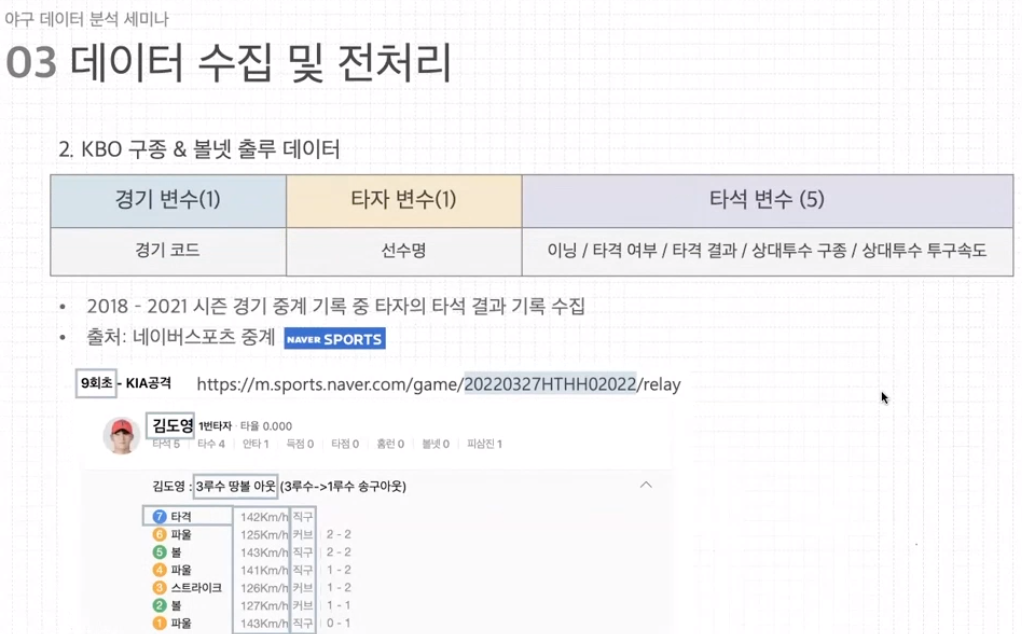 야구 데이터 분석 세미나
03 데이터 수집 및 전처리
2. KBO 구종 & 볼넷 출루 데이터
경기 변수(1) 타자 변수(1) 타석 변수 (5)
경기 코드 선수명 이닝 / 타격 여부 / 타격 결과 / 상대투수 구종 / 상대투수 투구속도
• 2018 - 2021 시즌 경기 중계 기록 중 타자의 타석 결과 기록 수집
• 출처: 네이버스포츠 중계 NAVER SPORTS
9회초 - KIA공격 https://m.sports.naver.com/game/20220327HTHH02022/relay
김도영 1번타자 · 타율 0.000
타석 5 타수 4 안타 1 득점 0 타점 0 홈런 0 볼넷 0 피삼진 1
김도영 : 3루수 땅볼 아웃 (3루수->1루수 송구아웃)
7 타격 142Km/h 직구
6 파울 125Km/h 커브 2 - 2
5 볼 143Km/h 직구 2 - 2
4 파울 141Km/h 직구 1 - 2
3 스트라이크 126Km/h 커브 1 - 2
2 볼 127Km/h 커브 1 - 1
1 파울 143Km/h 직구 0 - 1